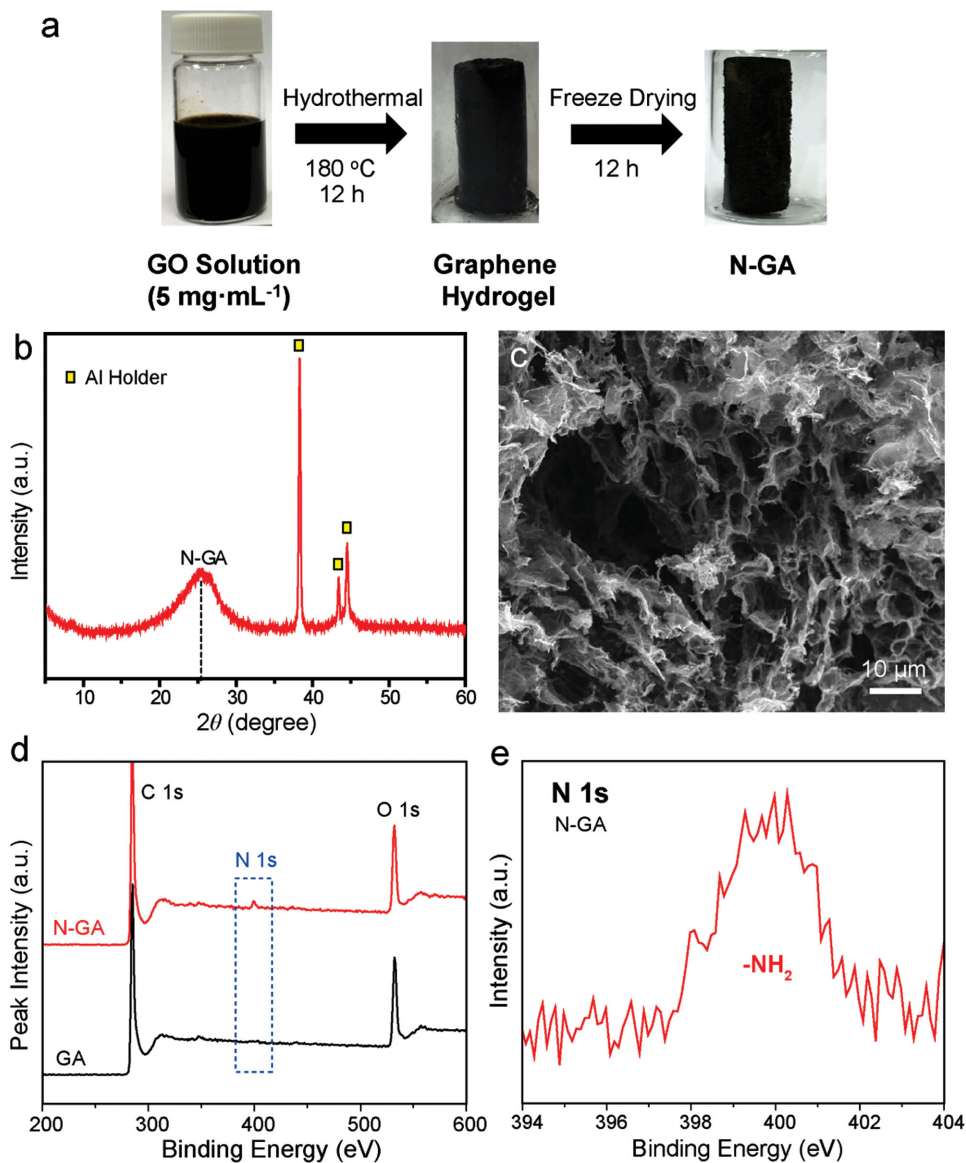 a
Hydrothermal
180 °C
12 h
Freeze Drying
12 h
GO Solution
(5 mg·mL⁻¹)
Graphene
Hydrogel
N-GA
b
Al Holder
N-GA
Intensity (a.u.)
10 20 30 40 50 60
2θ (degree)
c
10 µm
d
C 1s
N 1s
O 1s
N-GA
GA
Peak Intensity (a.u.)
200 300 400 500 600
Binding Energy (eV)
e
N 1s
N-GA
-NH₂
Intensity (a.u.)
394 396 398 400 402 404
Binding Energy (eV)